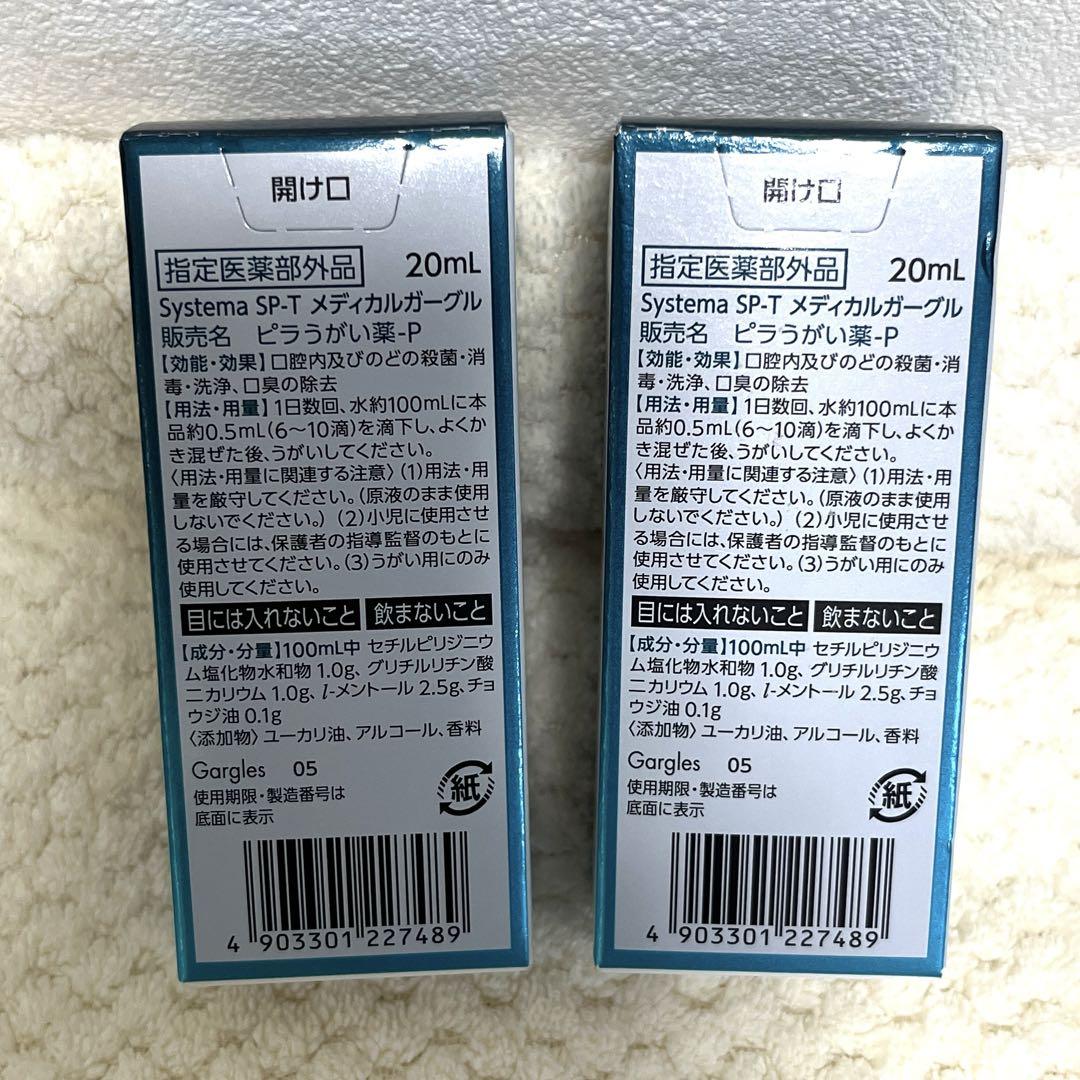 開け口
指定医薬部外品 20mL
Systema SP-T メディカルガーグル
販売名 ピラうがい薬-P
【効能・効果】口腔内及びのどの殺菌・消
毒・洗浄、口臭の除去
【用法・用量】1日数回、水約100mLに本
品約0.5mL(6〜10滴)を滴下し、よくか
き混ぜた後、うがいしてください。
〈用法・用量に関連する注意〉(1)用法・用
量を厳守してください。(原液のまま使用
しないでください。) (2)小児に使用させ
る場合には、保護者の指導監督のもとに
使用させてください。(3)うがい用にのみ
使用してください。
目には入れないこと 飲まないこと
【成分・分量】100mL中 セチルピリジニウ
ム塩化物水和物 1.0g、グリチルリチン酸
二カリウム 1.0g、l-メントール 2.5g、チョ
ウジ油 0.1g
〈添加物〉ユーカリ油、アルコール、香料
Gargles 05
使用期限・製造番号は
底面に表示
紙
4 903301 227489
開け口
指定医薬部外品 20mL
Systema SP-T メディカルガーグル
販売名 ピラうがい薬-P
【効能・効果】口腔内及びのどの殺菌・消
毒・洗浄、口臭の除去
【用法・用量】1日数回、水約100mLに本
品約0.5mL(6〜10滴)を滴下し、よくか
き混ぜた後、うがいしてください。
〈用法・用量に関連する注意〉(1)用法・用
量を厳守してください。(原液のまま使用
しないでください。) (2)小児に使用させ
る場合には、保護者の指導監督のもとに
使用させてください。(3)うがい用にのみ
使用してください。
目には入れないこと 飲まないこと
【成分・分量】100mL中 セチルピリジニウ
ム塩化物水和物 1.0g、グリチルリチン酸
二カリウム 1.0g、l-メントール 2.5g、チョ
ウジ油 0.1g
〈添加物〉ユーカリ油、アルコール、香料
Gargles 05
使用期限・製造番号は
底面に表示
紙
4 903301 227489